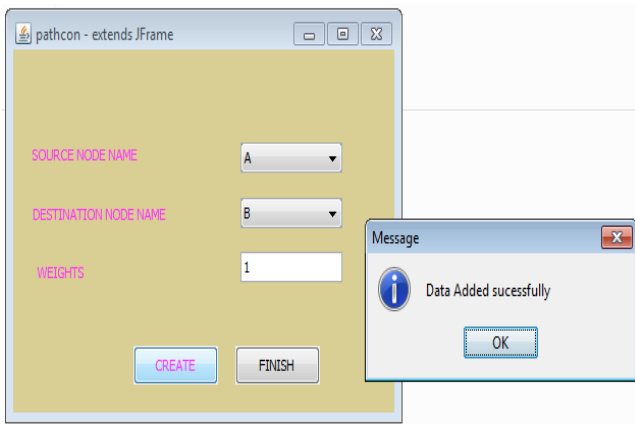 pathcon - extends JFrame
SOURCE NODE NAME
A
DESTINATION NODE NAME
B
WEIGHTS
1
CREATE
FINISH
Message
Data Added sucessfully
OK